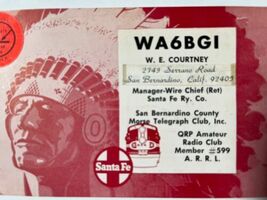 WA6BGI
W. E. COURTNEY
2749 Serrano Road
San Bernardino, Calif. 92405
Manager-Wire Chief (Ret)
Santa Fe Ry. Co.
San Bernardino County
Morse Telegraph Club, Inc.
QRP Amateur
Radio Club
Member #599
A. R. R. L.
Santa Fe